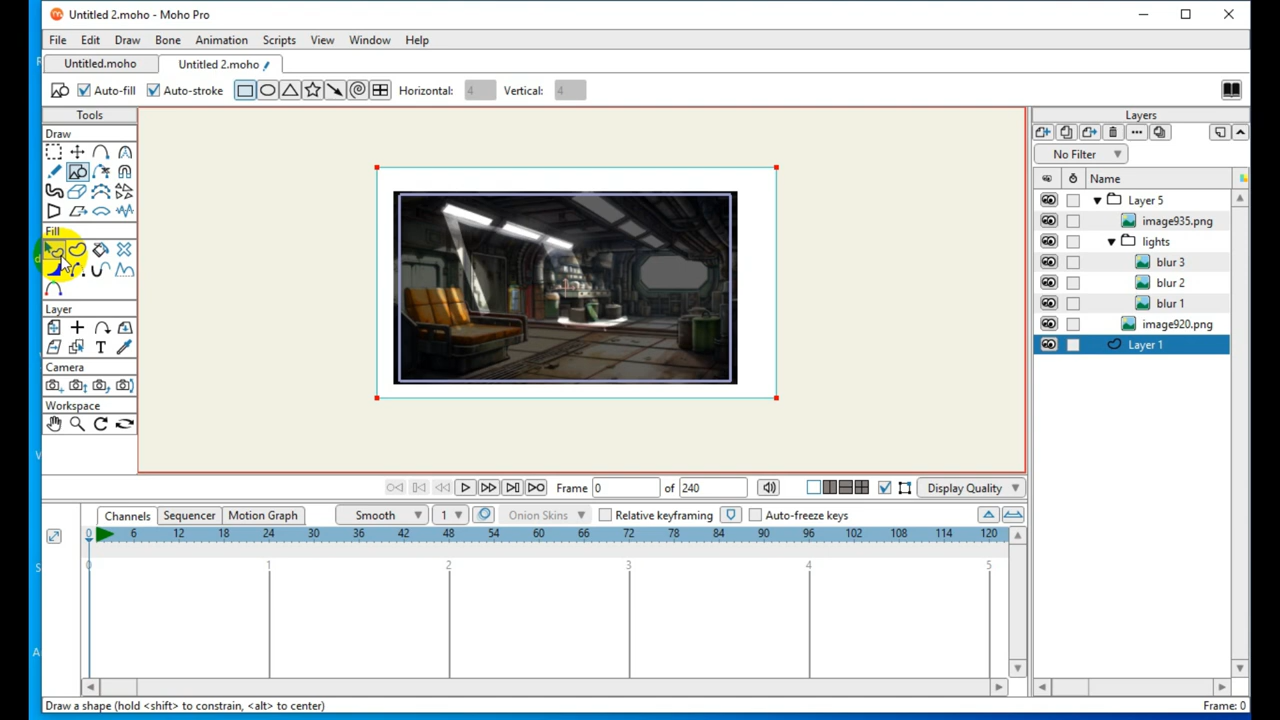 Untitled 2.moho - Moho Pro
File Edit Draw Bone Animation Scripts View Window Help
Untitled.moho Untitled 2.moho
Auto-fill Auto-stroke Horizontal: 4 Vertical: 4
Tools
Draw
Fill
Layer
T
Camera
Workspace
Layers
No Filter
Name
Layer 5
image935.png
lights
blur 3
blur 2
blur 1
image920.png
Layer 1
Frame 0 of 240 Display Quality
Channels Sequencer Motion Graph Smooth 1 Onion Skins Relative keyframing Auto-freeze keys
6 12 18 24 30 36 42 48 54 60 66 72 78 84 90 96 102 108 114 120
0 1 2 3 4 5
Draw a shape (hold <shift> to constrain, <alt> to center) Frame: 0